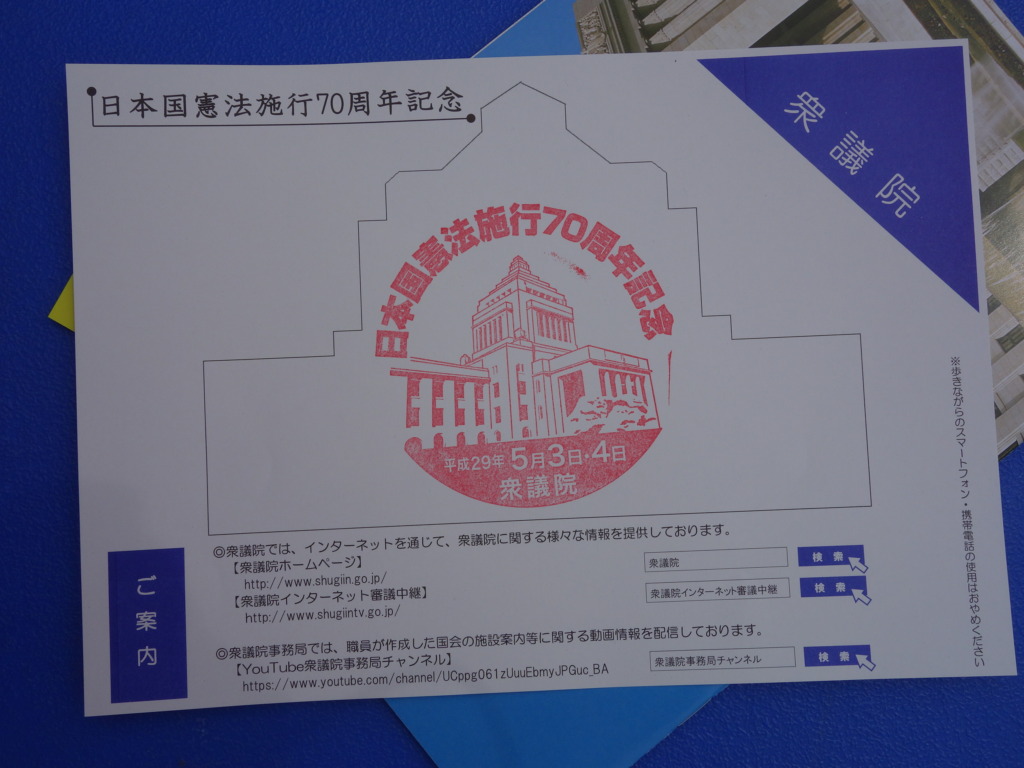 日本国憲法施行70周年記念
衆議院
日本国憲法施行70周年記念
平成29年5月3日・4日
衆議院
※歩きながらのスマートフォン・携帯電話の使用はおやめください
ご案内
◎衆議院では、インターネットを通じて、衆議院に関する様々な情報を提供しております。
【衆議院ホームページ】
http://www.shugiin.go.jp/
衆議院 検索
【衆議院インターネット審議中継】
http://www.shugiintv.go.jp/
衆議院インターネット審議中継 検索
◎衆議院事務局では、職員が作成した国会の施設案内等に関する動画情報を配信しております。
【YouTube衆議院事務局チャンネル】
https://www.youtube.com/channel/UCppg061zUuuEbmyJPGuc_BA
衆議院事務局チャンネル 検索